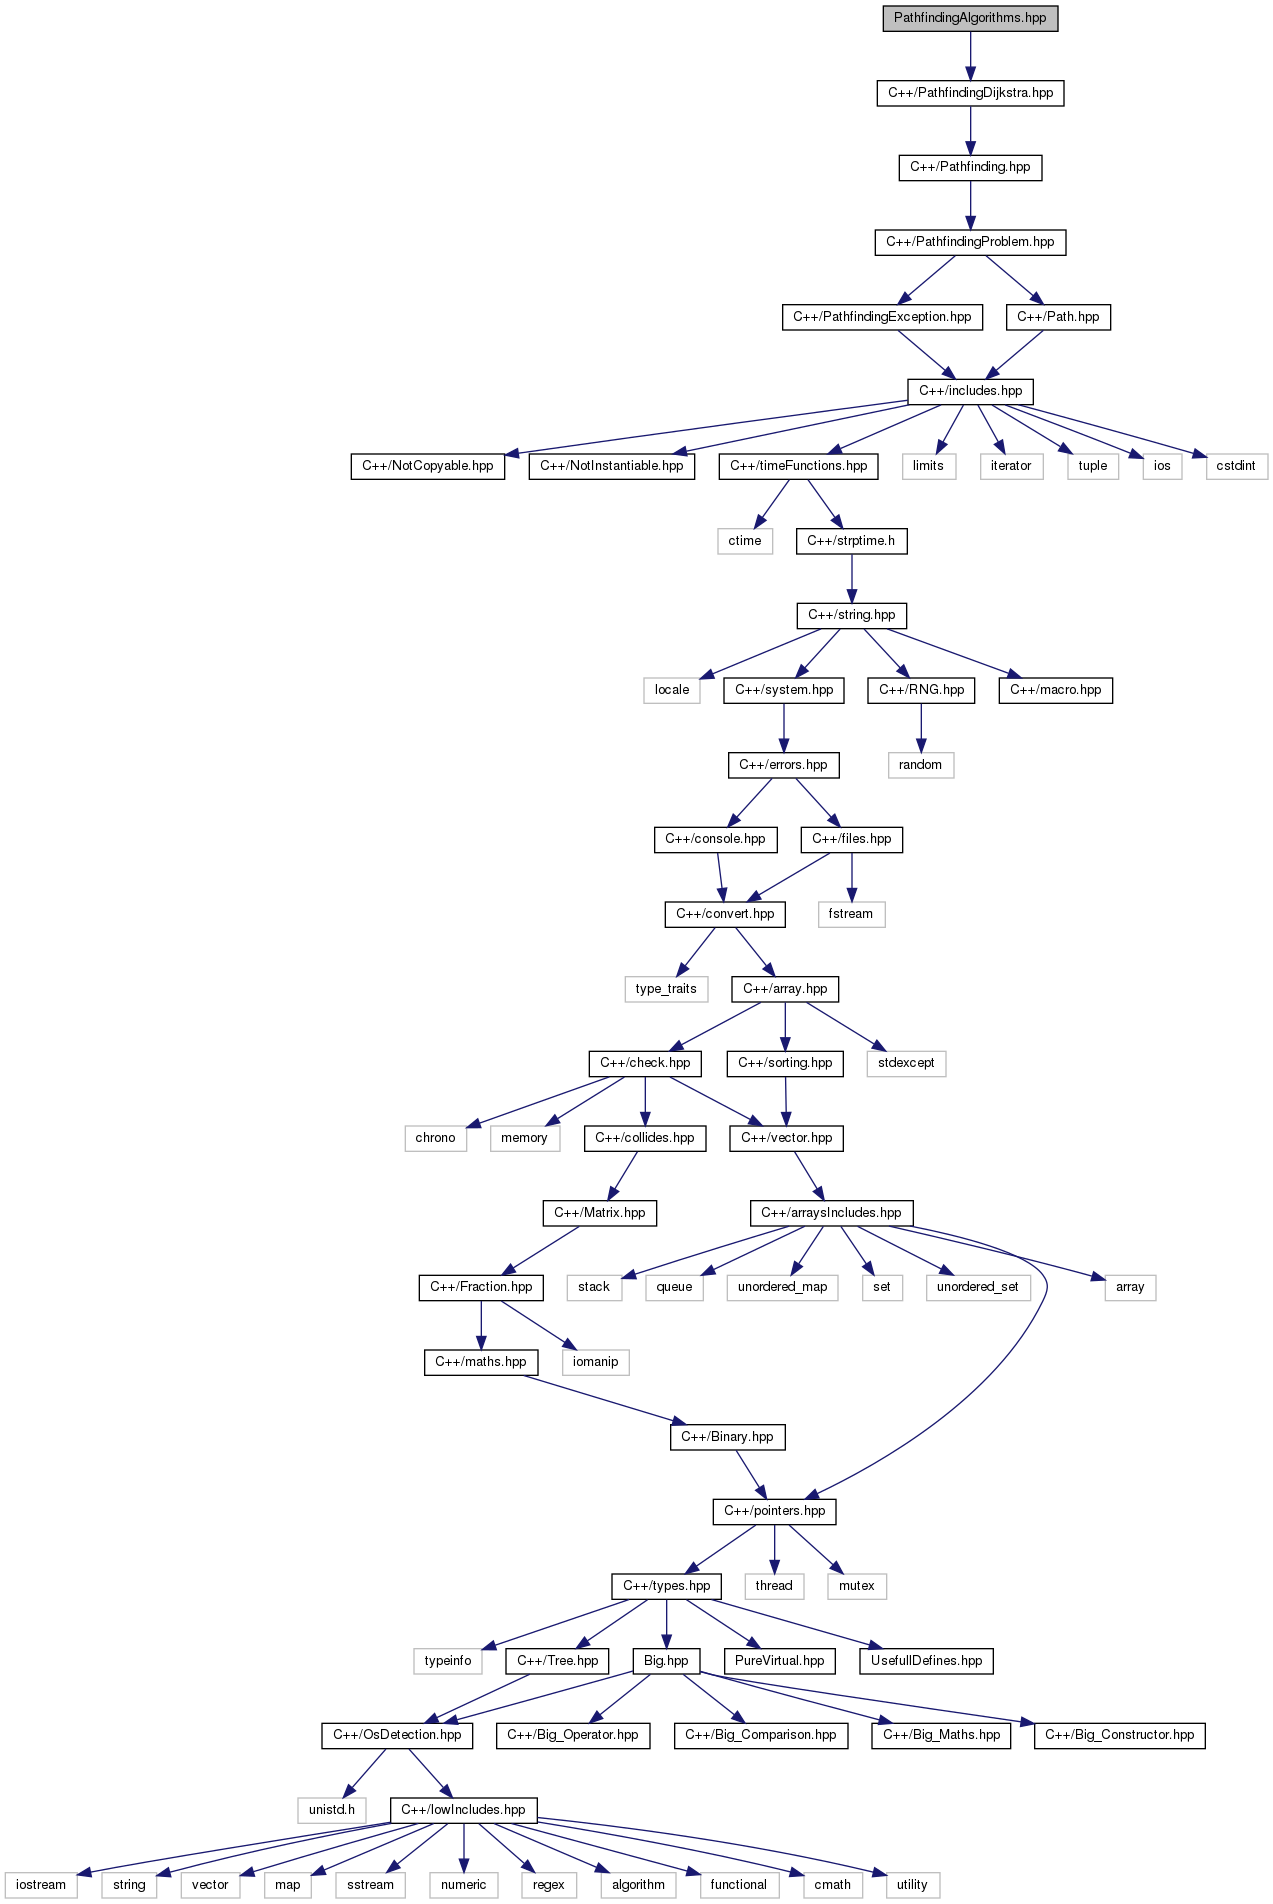 PathfindingAlgorithms.hpp
C++/PathfindingDijkstra.hpp
C++/Pathfinding.hpp
C++/PathfindingProblem.hpp
C++/PathfindingException.hpp
C++/Path.hpp
C++/includes.hpp
C++/NotCopyable.hpp
C++/NotInstantiable.hpp
C++/timeFunctions.hpp
limits
iterator
tuple
ios
cstdint
ctime
C++/strptime.h
C++/string.hpp
locale
C++/system.hpp
C++/RNG.hpp
C++/macro.hpp
C++/errors.hpp
random
C++/console.hpp
C++/files.hpp
C++/convert.hpp
fstream
type_traits
C++/array.hpp
C++/check.hpp
C++/sorting.hpp
stdexcept
chrono
memory
C++/collides.hpp
C++/vector.hpp
C++/Matrix.hpp
C++/arraysIncludes.hpp
C++/Fraction.hpp
stack
queue
unordered_map
set
unordered_set
array
C++/maths.hpp
iomanip
C++/Binary.hpp
C++/pointers.hpp
C++/types.hpp
thread
mutex
typeinfo
C++/Tree.hpp
Big.hpp
PureVirtual.hpp
UsefullDefines.hpp
C++/OsDetection.hpp
C++/Big_Operator.hpp
C++/Big_Comparison.hpp
C++/Big_Maths.hpp
C++/Big_Constructor.hpp
unistd.h
C++/lowIncludes.hpp
iostream
string
vector
map
sstream
numeric
regex
algorithm
functional
cmath
utility